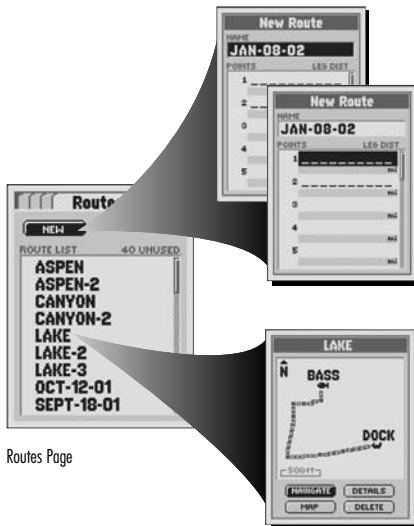 New Route
NAME
JAN-08-02
POINTS LEG DIST
1
2
3
4
5
New Route
NAME
JAN-08-02
POINTS LEG DIST
1
mi
2
mi
3
mi
4
mi
5
mi
Route
NEW
ROUTE LIST 40 UNUSED
ASPEN
ASPEN-2
CANYON
CANYON-2
LAKE
LAKE-2
LAKE-3
OCT-12-01
SEPT-18-01
Routes Page
LAKE
N
BASS
DOCK
500ft
NAVIGATE DETAILS
MAP DELETE